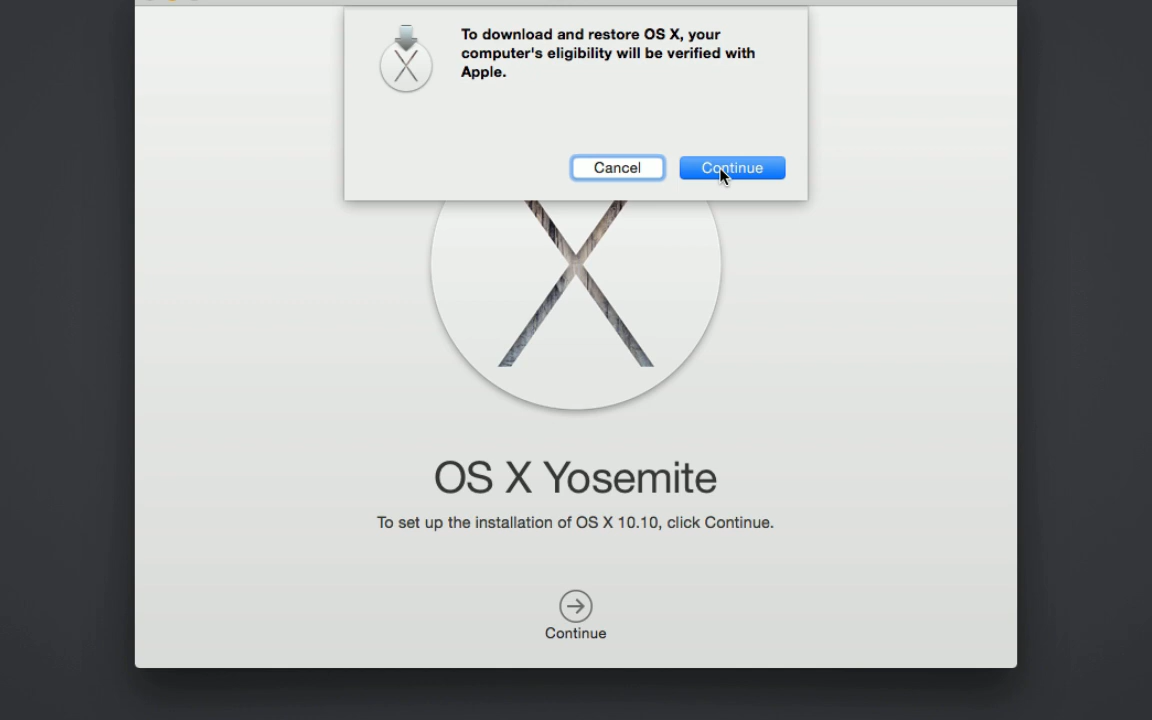 To download and restore OS X, your
computer's eligibility will be verified with
Apple.
Cancel
Continue
OS X Yosemite
To set up the installation of OS X 10.10, click Continue.
Continue